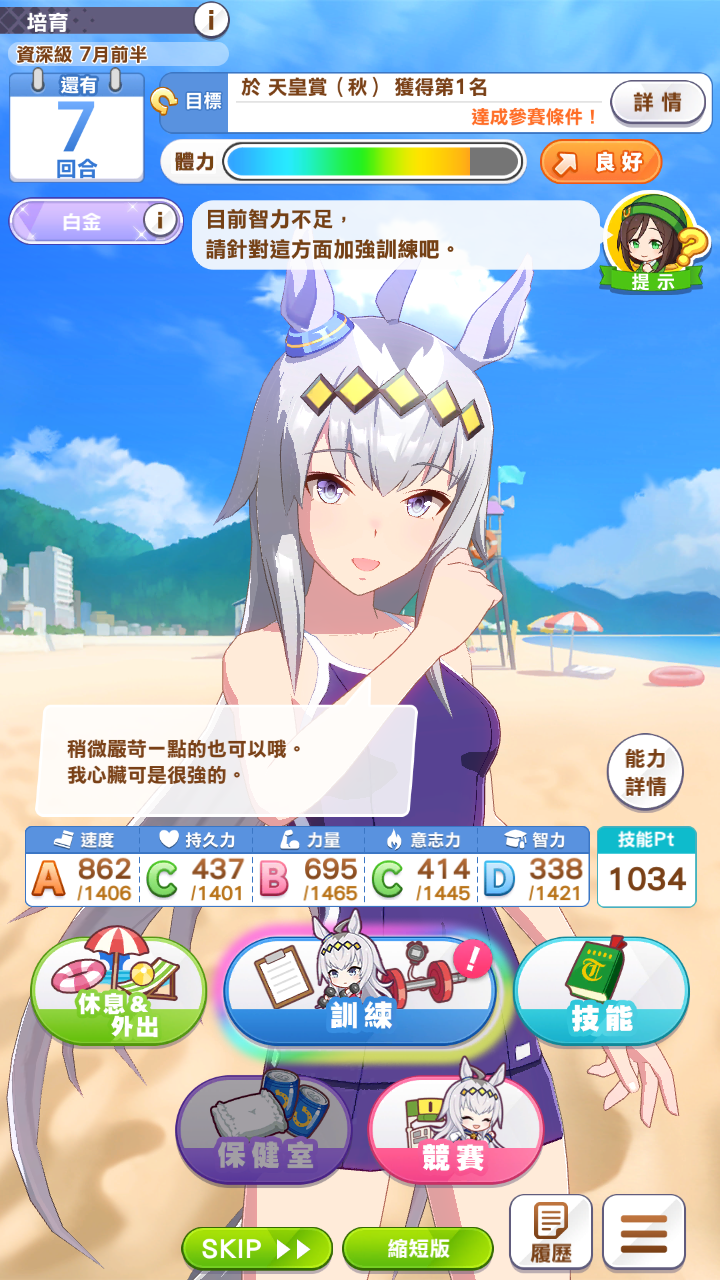 培育
i
資深級 7月前半
還有
7
回合
目標
於 天皇賞（秋） 獲得第1名
達成參賽條件！
詳情
體力
良好
白金
i
目前智力不足，
請針對這方面加強訓練吧。
提示
稍微嚴苛一點的也可以哦。
我心臟可是很強的。
能力
詳情
速度 持久力 力量 意志力 智力 技能Pt
A 862 C 437 B 695 C 414 D 338 1034
/1406 /1401 /1465 /1445 /1421
休息&
外出
訓練
技能
保健室
競賽
SKIP
縮短版
履歷